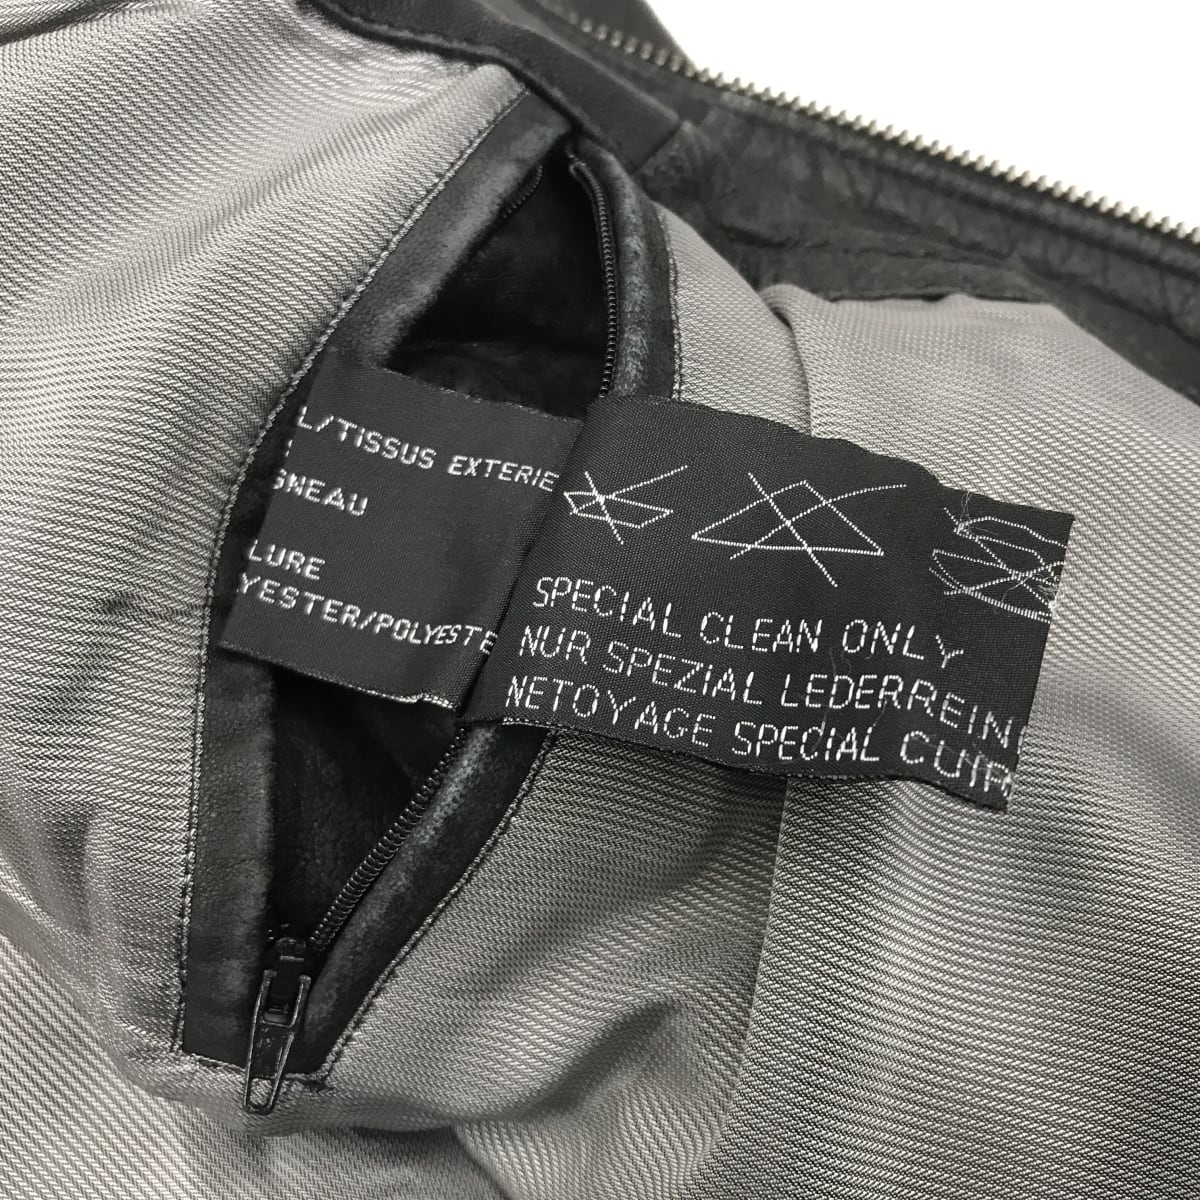 L/TISSUS EXTERIE
GNEAU
LURE
YESTER/POLYESTE
SPECIAL CLEAN ONLY
NUR SPEZIAL LEDERREIN
NETOYAGE SPECIAL CUIR